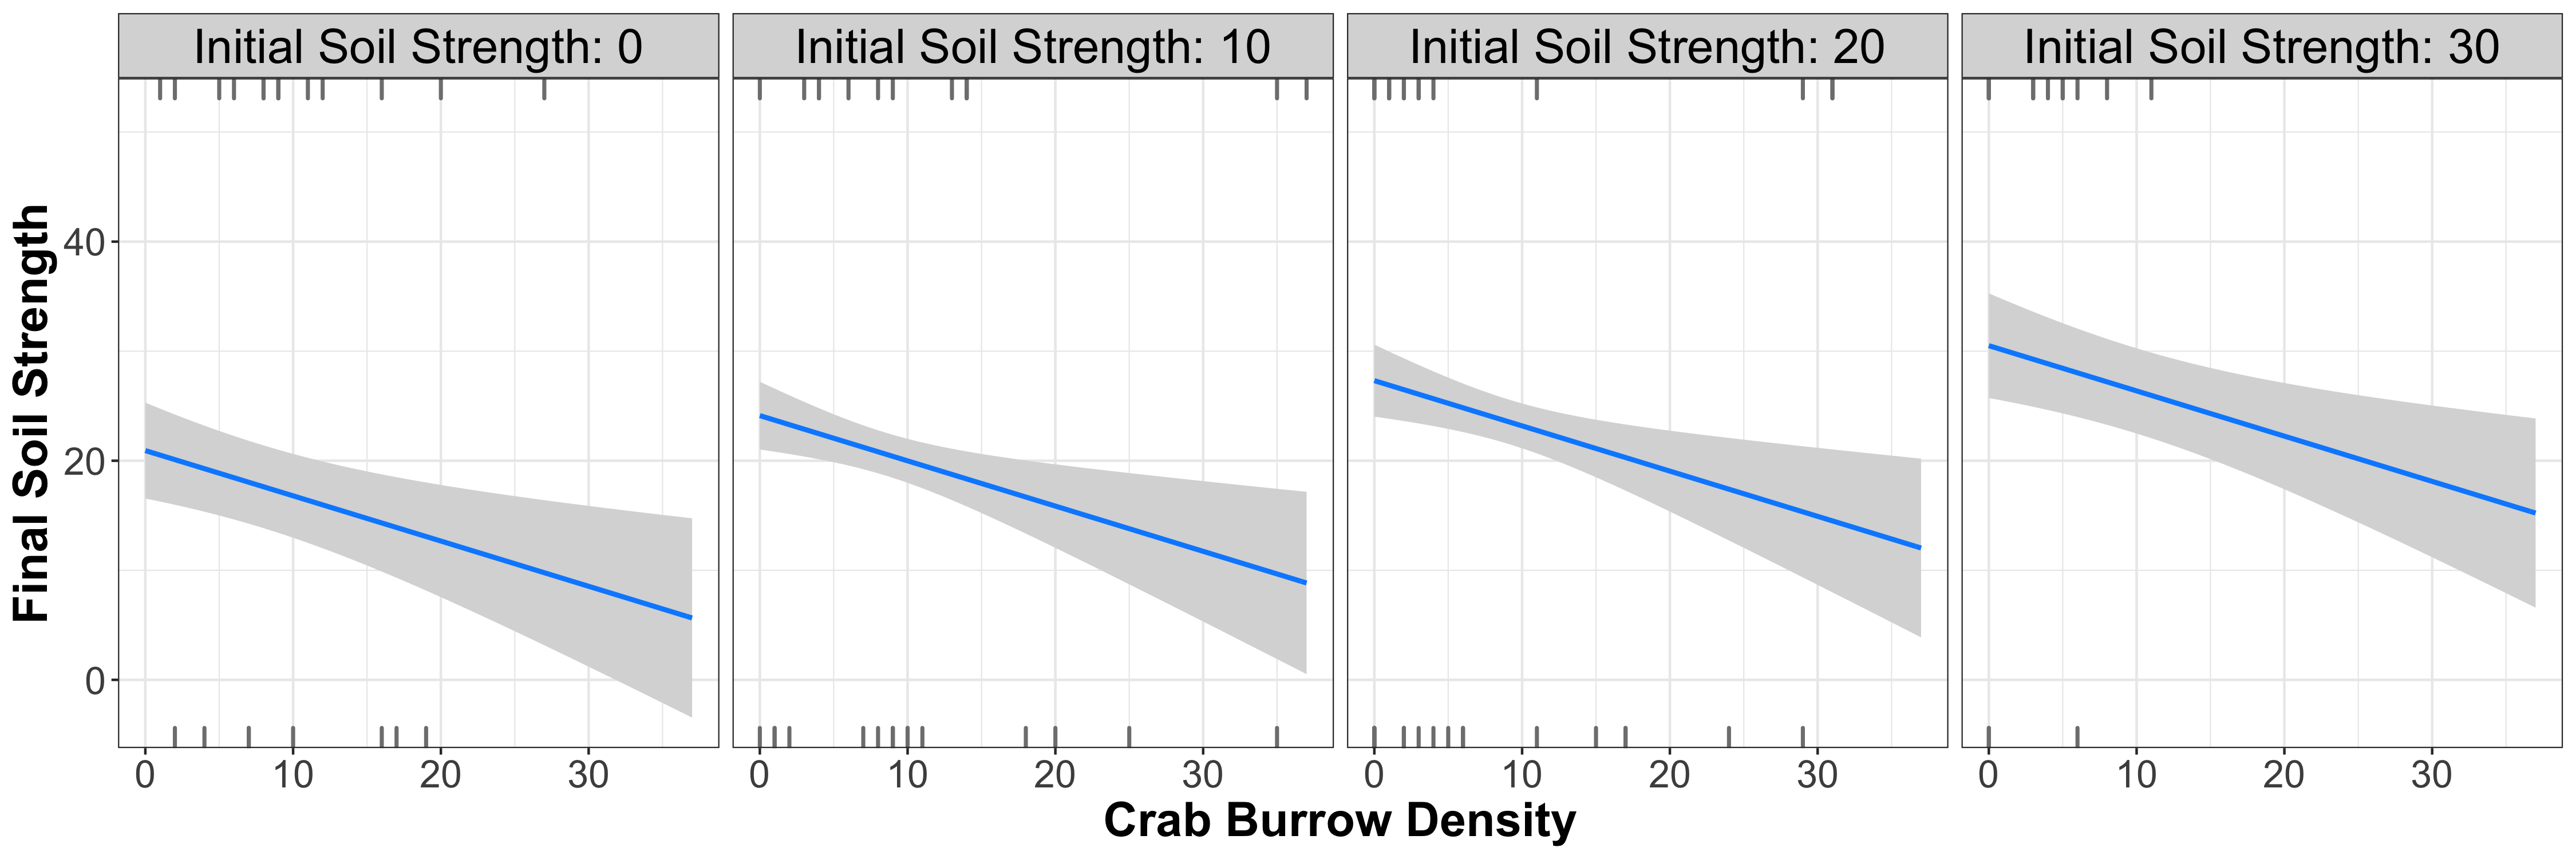 Initial Soil Strength: 0
Initial Soil Strength: 10
Initial Soil Strength: 20
Initial Soil Strength: 30
Final Soil Strength
40
20
0
0 10 20 30
0 10 20 30
0 10 20 30
0 10 20 30
Crab Burrow Density